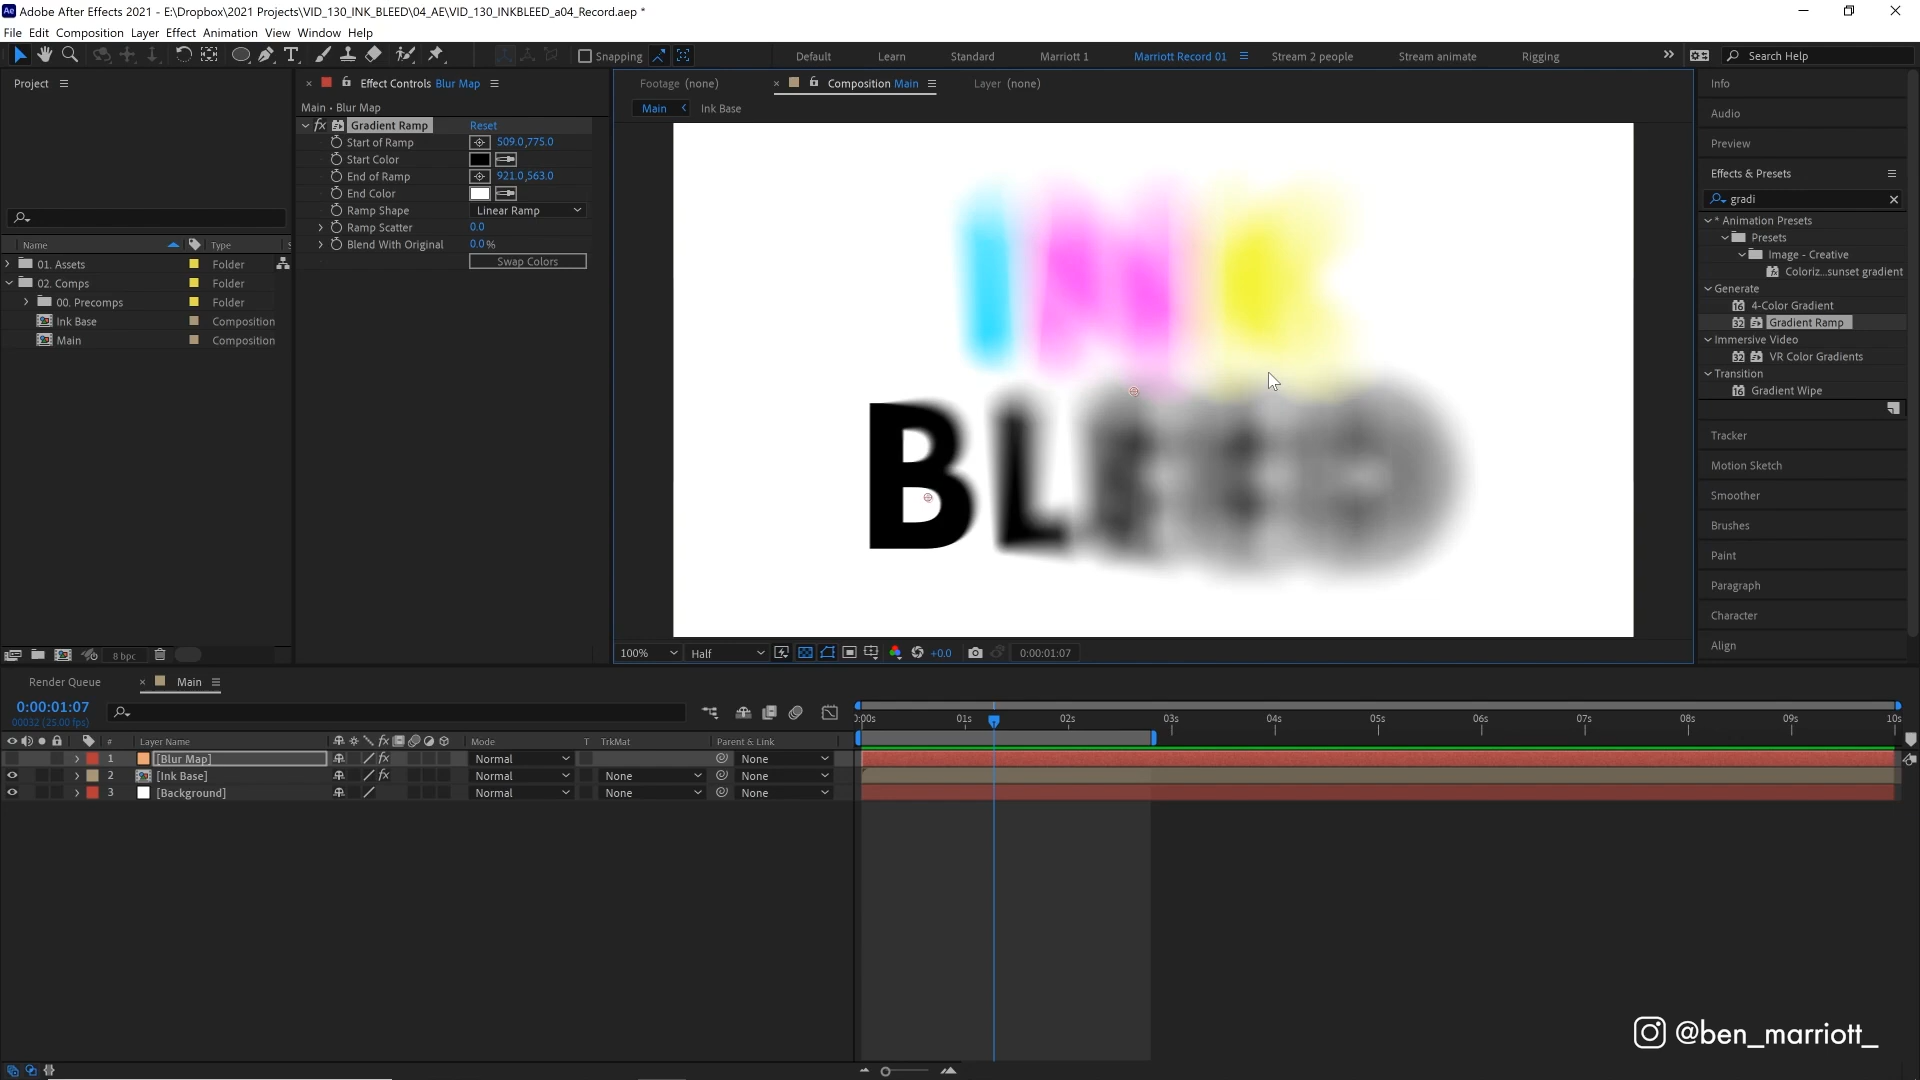 Adobe After Effects 2021 - E:\Dropbox\2021 Projects\VID_130_INK_BLEED\04_AE\VID_130_INKBLEED_a04_Record.aep *
File Edit Composition Layer Effect Animation View Window Help
Snapping
Default Learn Standard Marriott 1 Marriott Record 01 Stream 2 people Stream animate Rigging
Search Help
Project
Effect Controls Blur Map
Footage (none)
Composition Main
Layer (none)
Info
Main • Blur Map
Main Ink Base
Gradient Ramp Reset
Start of Ramp 509.0,775.0
Start Color
End of Ramp 921.0,563.0
End Color
Ramp Shape Linear Ramp
Ramp Scatter 0.0
Blend With Original 0.0%
Swap Colors
Name Type
01. Assets Folder
02. Comps Folder
00. Precomps Folder
Ink Base Composition
Main Composition
8 bpc
INK
BLEED
100% Half +0.0 0:00:01:07
Audio
Preview
Effects & Presets
gradi
* Animation Presets
Presets
Image - Creative
Coloriz...sunset gradient
Generate
4-Color Gradient
Gradient Ramp
Immersive Video
VR Color Gradients
Transition
Gradient Wipe
Tracker
Motion Sketch
Smoother
Brushes
Paint
Paragraph
Character
Align
Render Queue
Main
0:00:01:07
00032 (25.00 fps)
:00s 01s 02s 03s 04s 05s 06s 07s 08s 09s 10s
# Layer Name Mode T TrkMat Parent & Link
1 [Blur Map] Normal None
2 [Ink Base] Normal None None
3 [Background] Normal None None
@ben_marriott_